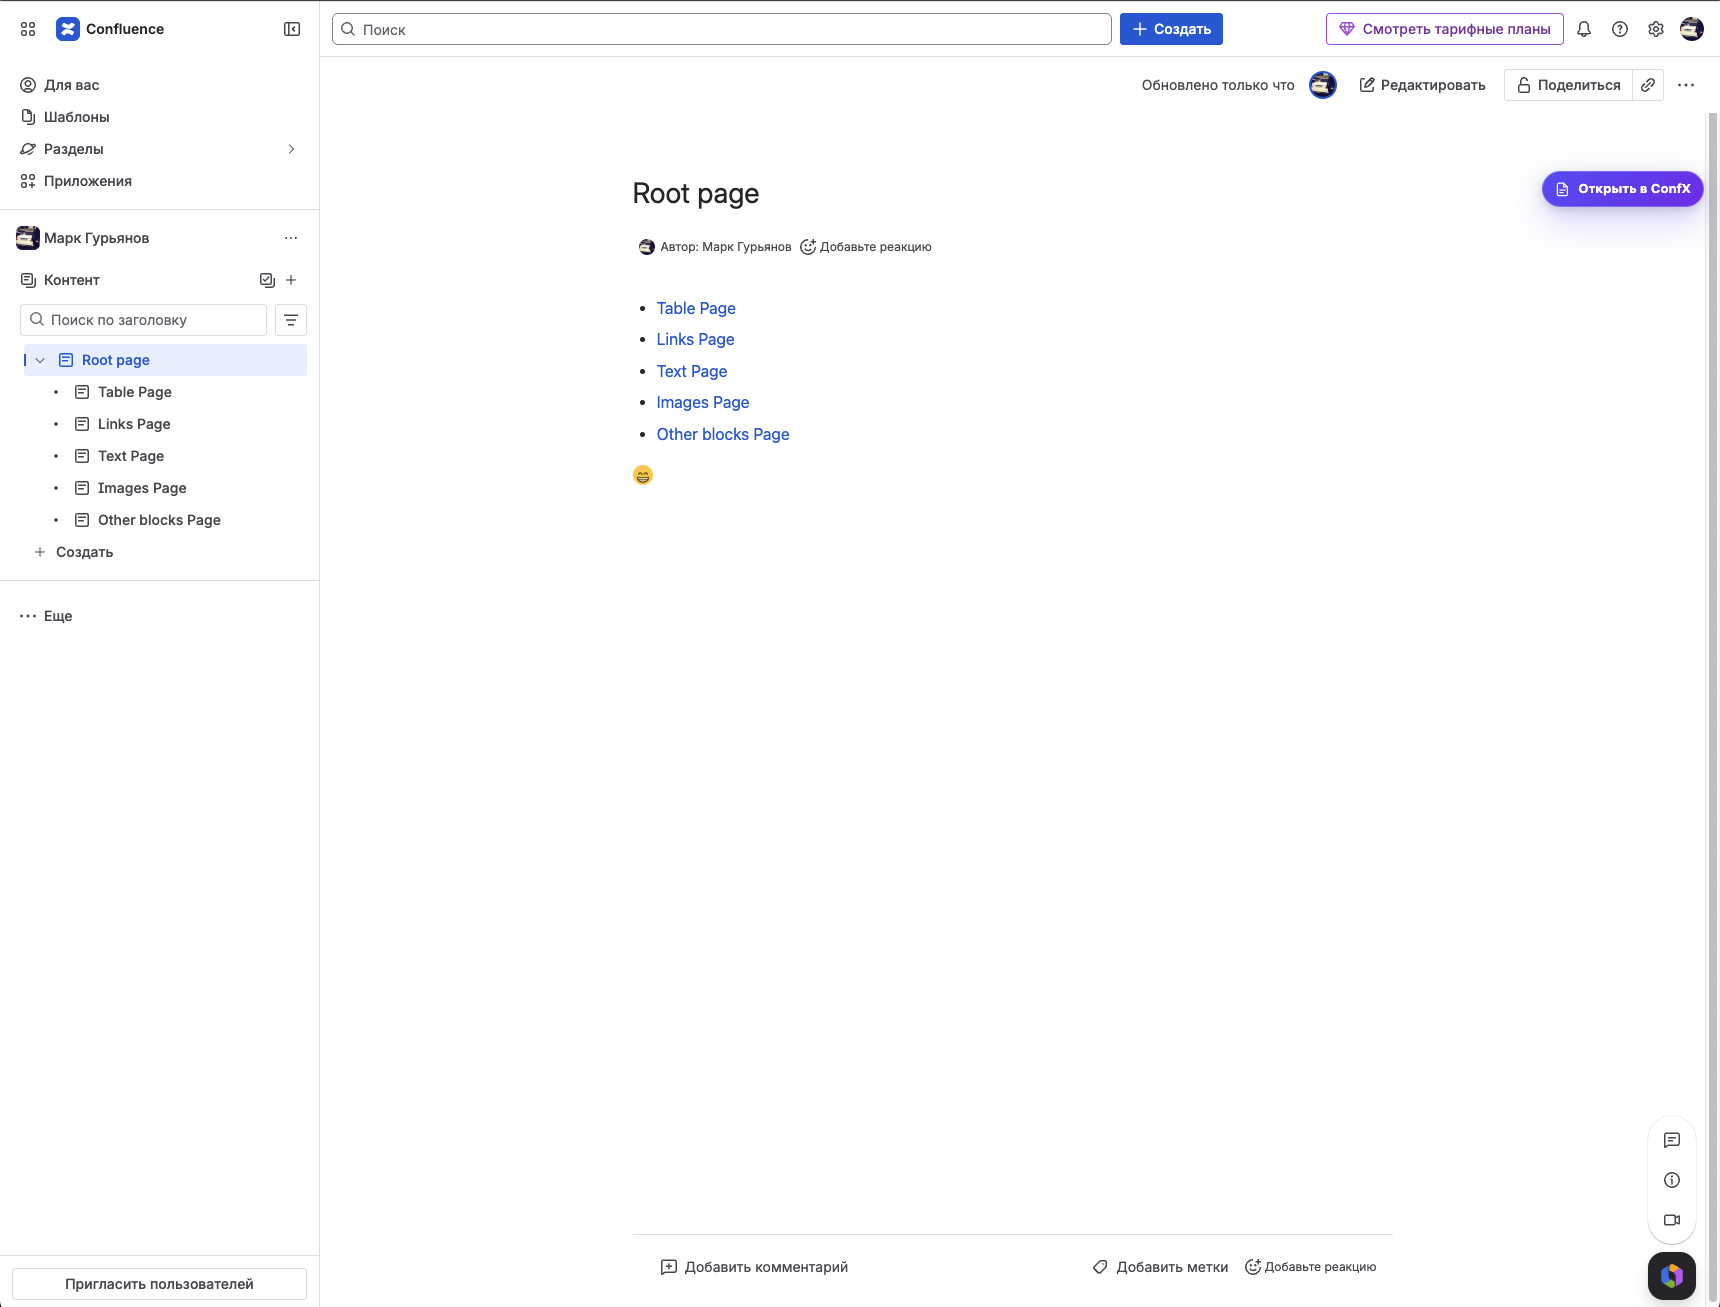 Confluence
Поиск
Создать
Смотреть тарифные планы
Для вас
Шаблоны
Разделы
Приложения
Марк Гурьянов
Контент
Поиск по заголовку
Root page
Table Page
Links Page
Text Page
Images Page
Other blocks Page
Создать
Еще
Пригласить пользователей
Обновлено только что
Редактировать
Поделиться
Открыть в ConfX
Root page
Автор: Марк Гурьянов Добавьте реакцию
Table Page
Links Page
Text Page
Images Page
Other blocks Page
Добавить комментарий
Добавить метки
Добавьте реакцию